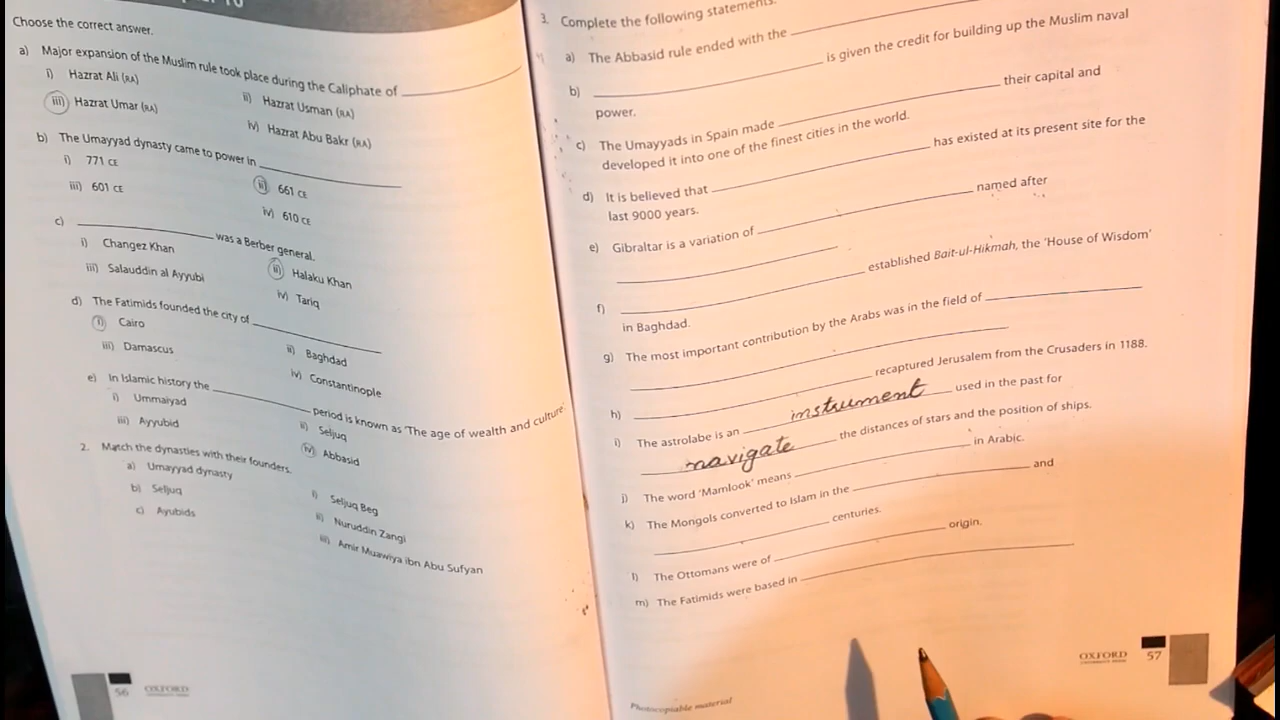 Choose the correct answer.
a) Major expansion of the Muslim rule took place during the Caliphate of
i) Hazrat Ali (RA)
ii) Hazrat Usman (RA)
iii) Hazrat Umar (RA)
iv) Hazrat Abu Bakr (RA)
b) The Umayyad dynasty came to power in
i) 771 CE
ii) 661 CE
iii) 601 CE
iv) 610 CE
c) was a Berber general.
i) Changez Khan
ii) Halaku Khan
iii) Salauddin al Ayyubi
iv) Tariq
d) The Fatimids founded the city of
i) Cairo
ii) Baghdad
iii) Damascus
iv) Constantinople
e) In Islamic history the period is known as 'The age of wealth and culture'.
i) Ummaiyad
ii) Seljuq
iii) Ayyubid
iv) Abbasid
2. Match the dynasties with their founders.
a) Umayyad dynasty
i) Seljuq Beg
b) Seljuq
ii) Nuruddin Zangi
c) Ayubids
iii) Amir Muawiya ibn Abu Sufyan
56 OXFORD
3. Complete the following statements.
a) The Abbasid rule ended with the
b) is given the credit for building up the Muslim naval
power.
c) The Umayyads in Spain made their capital and
developed it into one of the finest cities in the world.
d) It is believed that has existed at its present site for the
last 9000 years.
e) Gibraltar is a variation of named after
f) established Bait-ul-Hikmah, the 'House of Wisdom'
in Baghdad.
g) The most important contribution by the Arabs was in the field of
h) recaptured Jerusalem from the Crusaders in 1188.
i) The astrolabe is an instrument used in the past for
navigate the distances of stars and the position of ships.
j) The word 'Mamlook' means in Arabic.
k) The Mongols converted to Islam in the and
centuries.
l) The Ottomans were of origin.
m) The Fatimids were based in
OXFORD 57
UNIVERSITY PRESS
Photocopiable material